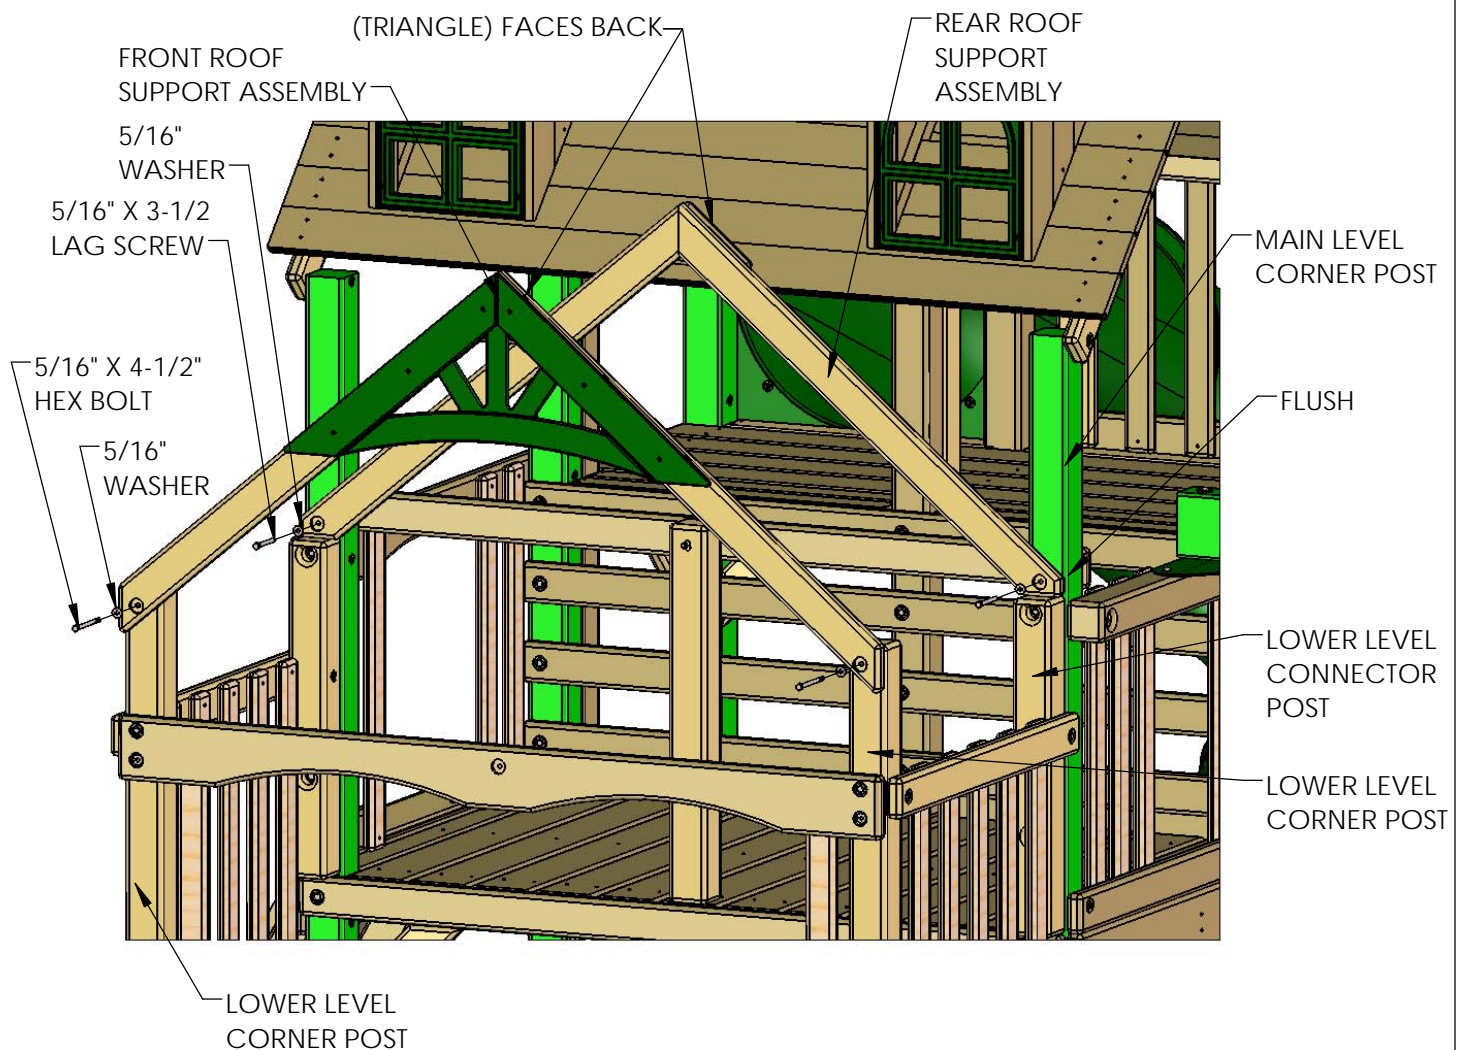 (TRIANGLE) FACES BACK
REAR ROOF
SUPPORT
ASSEMBLY
FRONT ROOF
SUPPORT ASSEMBLY
5/16"
WASHER
5/16" X 3-1/2
LAG SCREW
MAIN LEVEL
CORNER POST
5/16" X 4-1/2"
HEX BOLT
FLUSH
5/16"
WASHER
LOWER LEVEL
CONNECTOR
POST
LOWER LEVEL
CORNER POST
LOWER LEVEL
CORNER POST